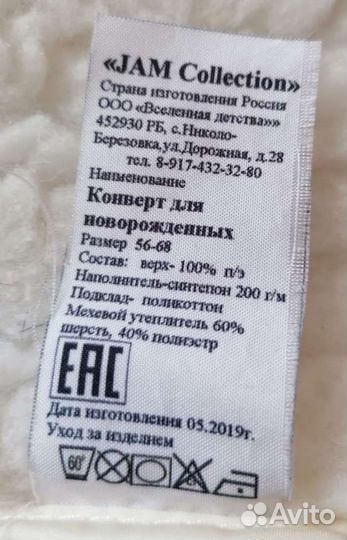 «JAM Collection»
Страна изготовления Россия
ООО «Вселенная детства»»
452930 РБ, с.Николо-
Березовка,ул.Дорожная, д.28
тел. 8-917-432-32-80
Наименование
Конверт для
новорожденных
Размер 56-68
Состав: верх- 100% п/э
Наполнитель-синтепон 200 г/м
Подклад- поликоттон
Меховой утеплитель 60%
шерсть, 40% полиэстр
EAC
Дата изготовления 05.2019г.
Уход за изделием
60°
Avito